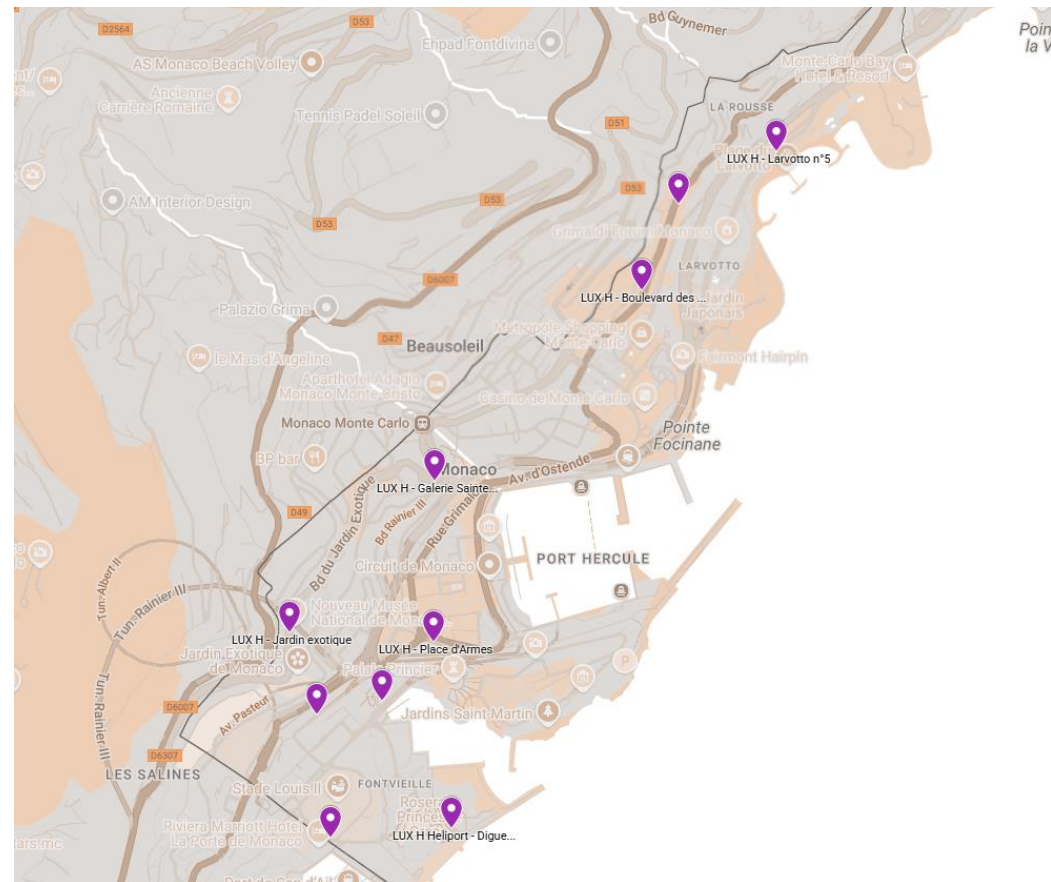 D2564
D53
Bd Guynemer
Ehpad Fontdivina
AS Monaco Beach Volley
Monte-Carlo Bay
Hotel & Resort
Ancienne
Carrière Romaine
Tennis Padel Soleil
LA ROUSSE
D51
Plage du
Larvotto
LUX H - Larvotto n°5
D53
D53
D53
AM Interior Design
Grimaldi Forum Monaco
LARVOTTO
D6007
LUX H - Boulevard des ...
Jardin
Japonais
Palazio Grima
Metropole Shopping
Monte-Carlo
D47
Beausoleil
le Mas d'Angeline
Fairmont Hairpin
Aparthotel Adagio
Monaco Monte-Cristo
Casino de Monte-Carlo
Monaco Monte Carlo
Pointe
Focinane
BP bar
Monaco
Av. d'Ostende
LUX H - Galerie Sainte...
D49
Bd du Jardin Exotique
Bd Rainier III
Rue Grimaldi
PORT HERCULE
Circuit de Monaco
Tun. Albert II
Tun. Rainier III
Nouveau Musée
National de
LUX H - Jardin exotique
LUX H - Place d'Armes
Jardin Exotique
de Monaco
Palais Princier
P
D6007
Av. Pasteur
Jardins Saint-Martin
Tun. Rainier III
D6307
LES SALINES
Stade Louis II
FONTVIEILLE
Riviera Marriott Hotel
La Porte de Monaco
LUX H Heliport - Digue...
ars.mc